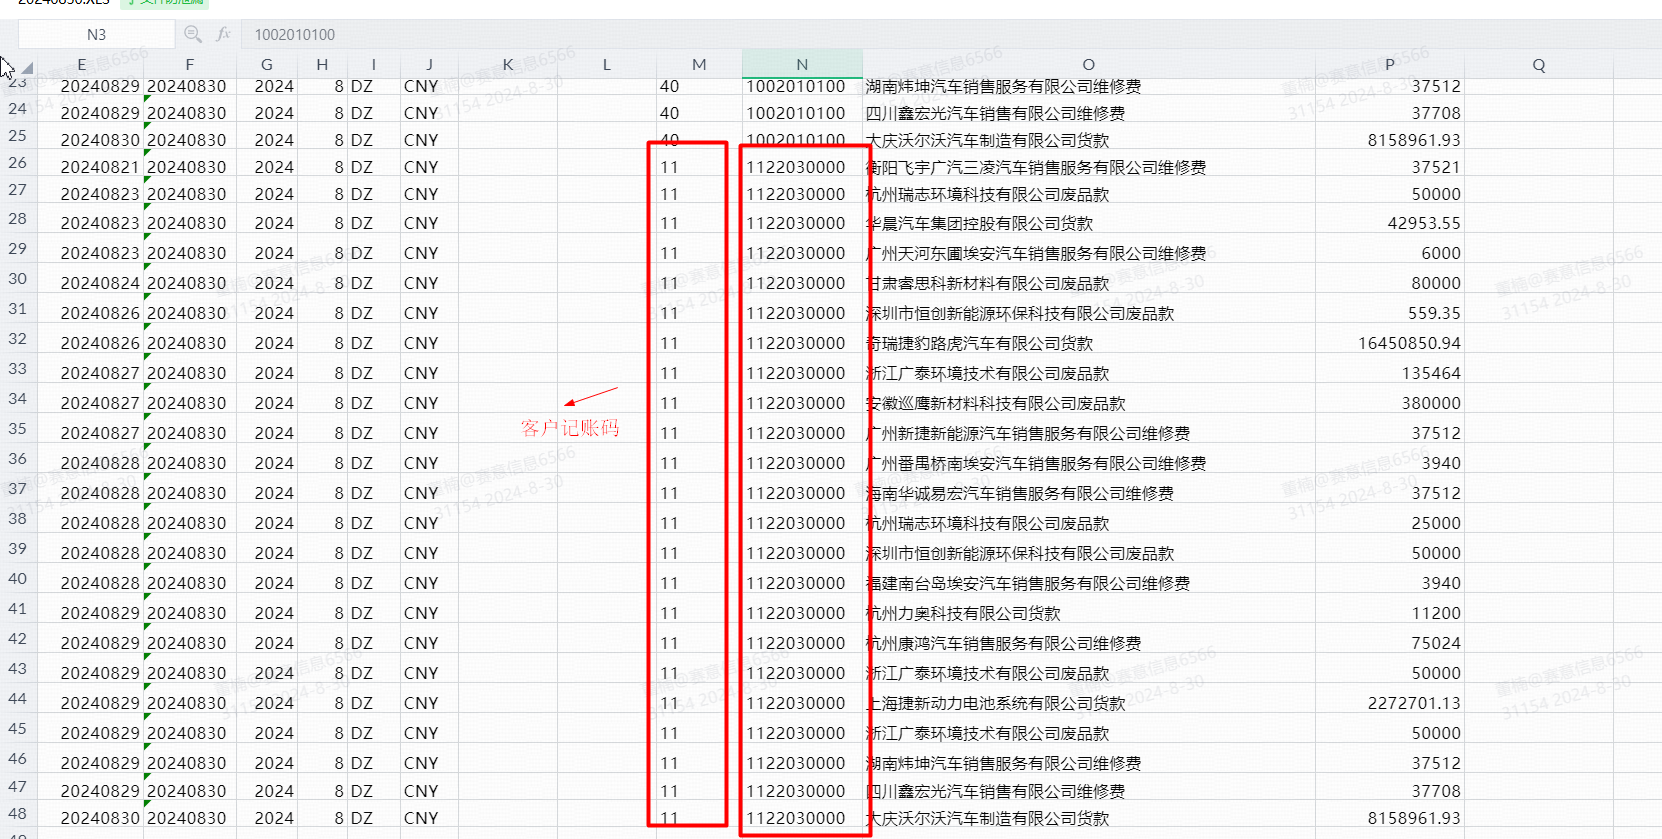 20240830.XLS
N3 fx 1002010100
E F G H I J K L M N O P Q
23 20240829 20240830 2024 8 DZ CNY 40 1002010100 湖南炜坤汽车销售服务有限公司维修费 37512
24 20240829 20240830 2024 8 DZ CNY 40 1002010100 四川鑫宏光汽车销售有限公司维修费 37708
25 20240830 20240830 2024 8 DZ CNY 40 1002010100 大庆沃尔沃汽车制造有限公司货款 8158961.93
26 20240821 20240830 2024 8 DZ CNY 11 1122030000 衡阳飞宇广汽三凌汽车销售服务有限公司维修费 37521
27 20240823 20240830 2024 8 DZ CNY 11 1122030000 杭州瑞志环境科技有限公司废品款 50000
28 20240823 20240830 2024 8 DZ CNY 11 1122030000 华晨汽车集团控股有限公司货款 42953.55
29 20240823 20240830 2024 8 DZ CNY 11 1122030000 广州天河东圃埃安汽车销售服务有限公司维修费 6000
30 20240824 20240830 2024 8 DZ CNY 11 1122030000 甘肃睿思科新材料有限公司废品款 80000
31 20240826 20240830 2024 8 DZ CNY 11 1122030000 深圳市恒创新能源环保科技有限公司废品款 559.35
32 20240826 20240830 2024 8 DZ CNY 11 1122030000 奇瑞捷豹路虎汽车有限公司货款 16450850.94
33 20240827 20240830 2024 8 DZ CNY 11 1122030000 浙江广泰环境技术有限公司废品款 135464
34 20240827 20240830 2024 8 DZ CNY 11 1122030000 安徽巡鹰新材料科技有限公司废品款 380000
客户记账码
35 20240827 20240830 2024 8 DZ CNY 11 1122030000 广州新捷新能源汽车销售服务有限公司维修费 37512
36 20240828 20240830 2024 8 DZ CNY 11 1122030000 广州番禺桥南埃安汽车销售服务有限公司维修费 3940
37 20240828 20240830 2024 8 DZ CNY 11 1122030000 海南华诚易宏汽车销售服务有限公司维修费 37512
38 20240828 20240830 2024 8 DZ CNY 11 1122030000 杭州瑞志环境科技有限公司废品款 25000
39 20240828 20240830 2024 8 DZ CNY 11 1122030000 深圳市恒创新能源环保科技有限公司废品款 50000
40 20240828 20240830 2024 8 DZ CNY 11 1122030000 福建南台岛埃安汽车销售服务有限公司维修费 3940
41 20240829 20240830 2024 8 DZ CNY 11 1122030000 杭州力奥科技有限公司货款 11200
42 20240829 20240830 2024 8 DZ CNY 11 1122030000 杭州康鸿汽车销售服务有限公司维修费 75024
43 20240829 20240830 2024 8 DZ CNY 11 1122030000 浙江广泰环境技术有限公司废品款 50000
44 20240829 20240830 2024 8 DZ CNY 11 1122030000 上海捷新动力电池系统有限公司货款 2272701.13
45 20240829 20240830 2024 8 DZ CNY 11 1122030000 浙江广泰环境技术有限公司废品款 50000
46 20240829 20240830 2024 8 DZ CNY 11 1122030000 湖南炜坤汽车销售服务有限公司维修费 37512
47 20240829 20240830 2024 8 DZ CNY 11 1122030000 四川鑫宏光汽车销售有限公司维修费 37708
48 20240830 20240830 2024 8 DZ CNY 11 1122030000 大庆沃尔沃汽车制造有限公司货款 8158961.93
董楠@赛意信息6566
31154 2024-8-30